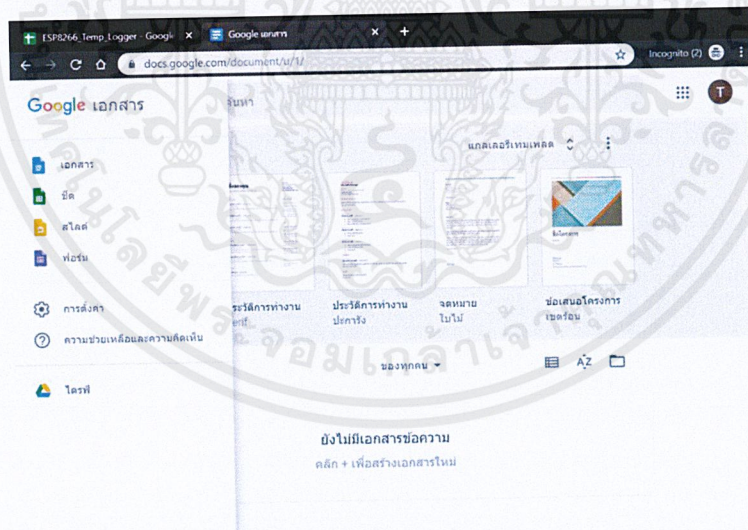 ESP8266_Temp_Logger - Googl
Google เอกสาร
docs.google.com/document/u/1/
Incognito (2)
Google เอกสาร
ค้นหา
T
แกลเลอรีเทมเพลต
เอกสาร
ชีต
สไลด์
ฟอร์ม
การตั้งค่า
ความช่วยเหลือและความคิดเห็น
ไดรฟ์
ระวัติการทำงาน
erif
ประวัติการทำงาน
ปะการัง
จดหมาย
ใบไม้
ข้อเสนอโครงการ
เขตร้อน
ของทุกคน
AZ
ยังไม่มีเอกสารข้อความ
คลิก + เพื่อสร้างเอกสารใหม่